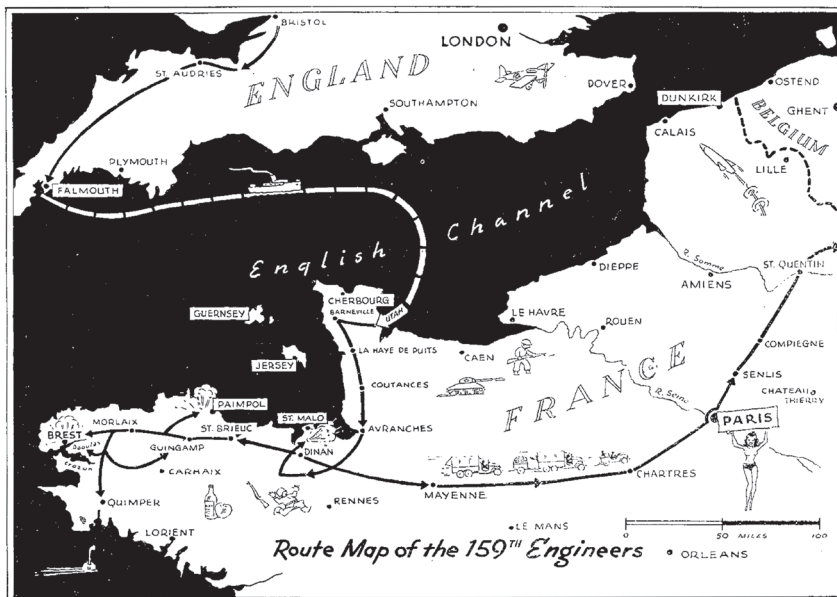 BRISTOL
LONDON
ST. AUDRIES
ENGLAND
DOVER
OSTEND
DUNKIRK
GHENT
SOUTHAMPTON
CALAIS
BELGIUM
PLYMOUTH
LILLE
FALMOUTH
English Channel
R. Somme
ST. QUENTIN
DIEPPE
AMIENS
CHERBOURG
BARNEVILLE
UTAH
GUERNSEY
LE HAVRE
ROUEN
LA HAYE DE PUITS
CAEN
COMPIEGNE
JERSEY
FRANCE
SENLIS
COUTANCES
R. Seine
CHATEAU
THIERRY
PAIMPOL
ST. MALO
PARIS
MORLAIX
ST. BRIEUC
AVRANCHES
BREST
Daoulas
GUINGAMP
DINAN
Crozon
CARHAIX
CHARTRES
MAYENNE
QUIMPER
RENNES
LORIENT
LE MANS
0 50 MILES 100
Route Map of the 159TH Engineers
ORLEANS